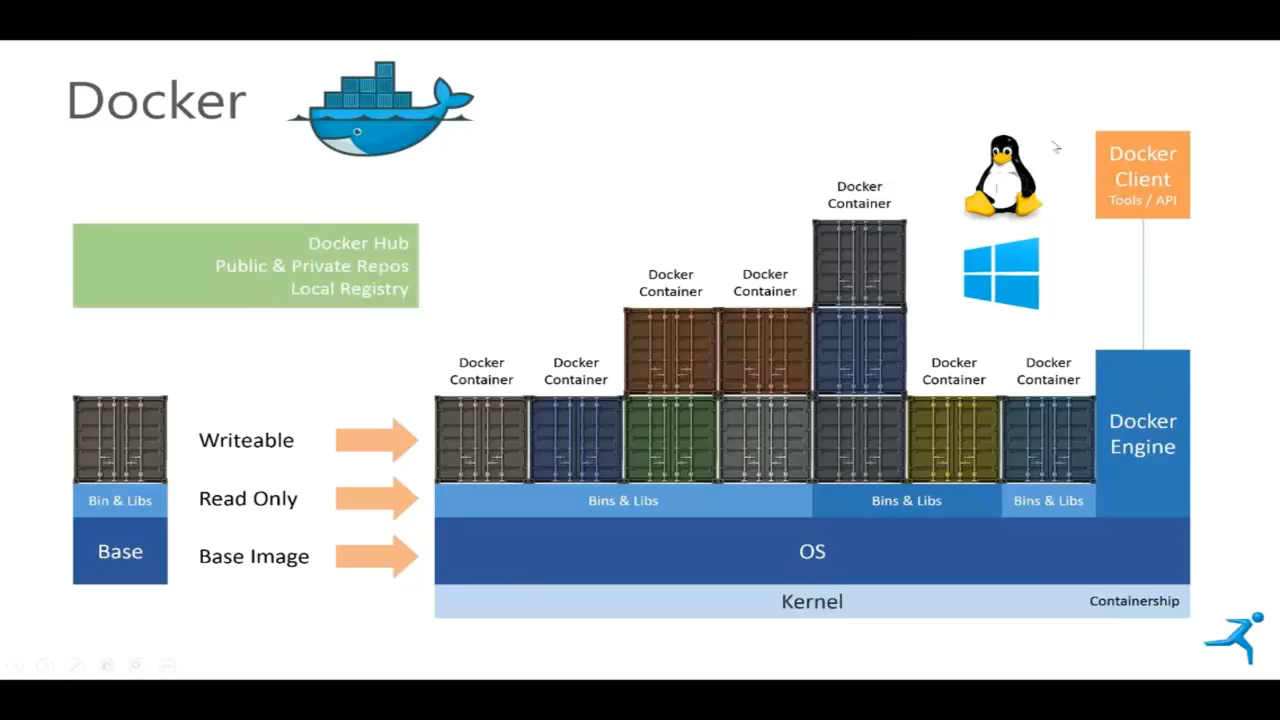 Docker
Docker
Client
Tools / API
Docker
Container
Docker Hub
Public & Private Repos
Local Registry
Docker
Container
Docker
Container
Docker
Container
Docker
Container
Docker
Container
Docker
Container
Docker
Engine
Writeable
Bin & Libs
Read Only
Bins & Libs
Bins & Libs
Bins & Libs
Base
Base Image
OS
Kernel
Containership